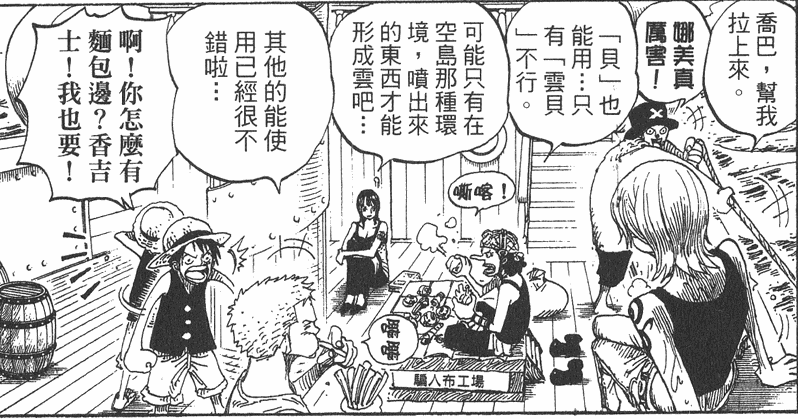 喬巴，幫我
拉上來。
娜美真
厲害！
「貝」也
能用…只
有「雲貝
」不行。
可能只有在
空島那種環
境，噴出來
的東西才能
形成雲吧…
其他的能使
用已經很不
錯啦…
啊！你怎麼有
麵包邊？香吉
士！我也要！
嘶喀！
騙人布工場